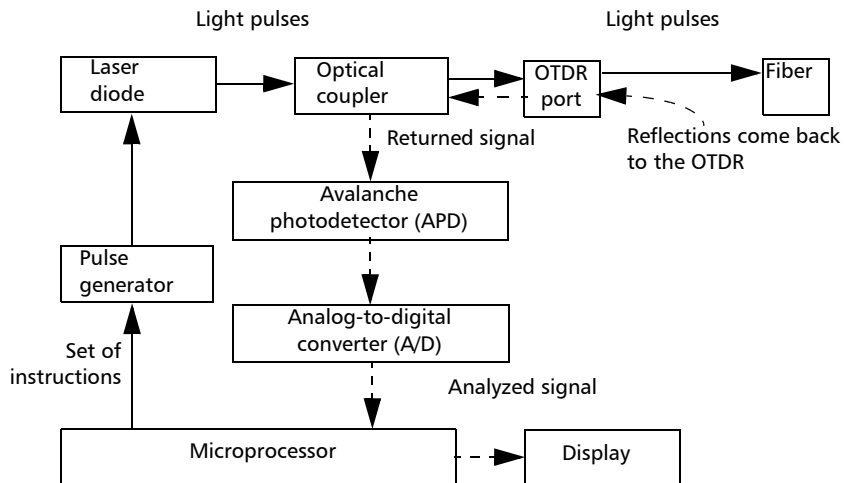 Light pulses
Light pulses
Laser
diode
Optical
coupler
OTDR
port
Fiber
Returned signal
Reflections come back
to the OTDR
Avalanche
photodetector (APD)
Pulse
generator
Analog-to-digital
converter (A/D)
Set of
instructions
Analyzed signal
Microprocessor
Display